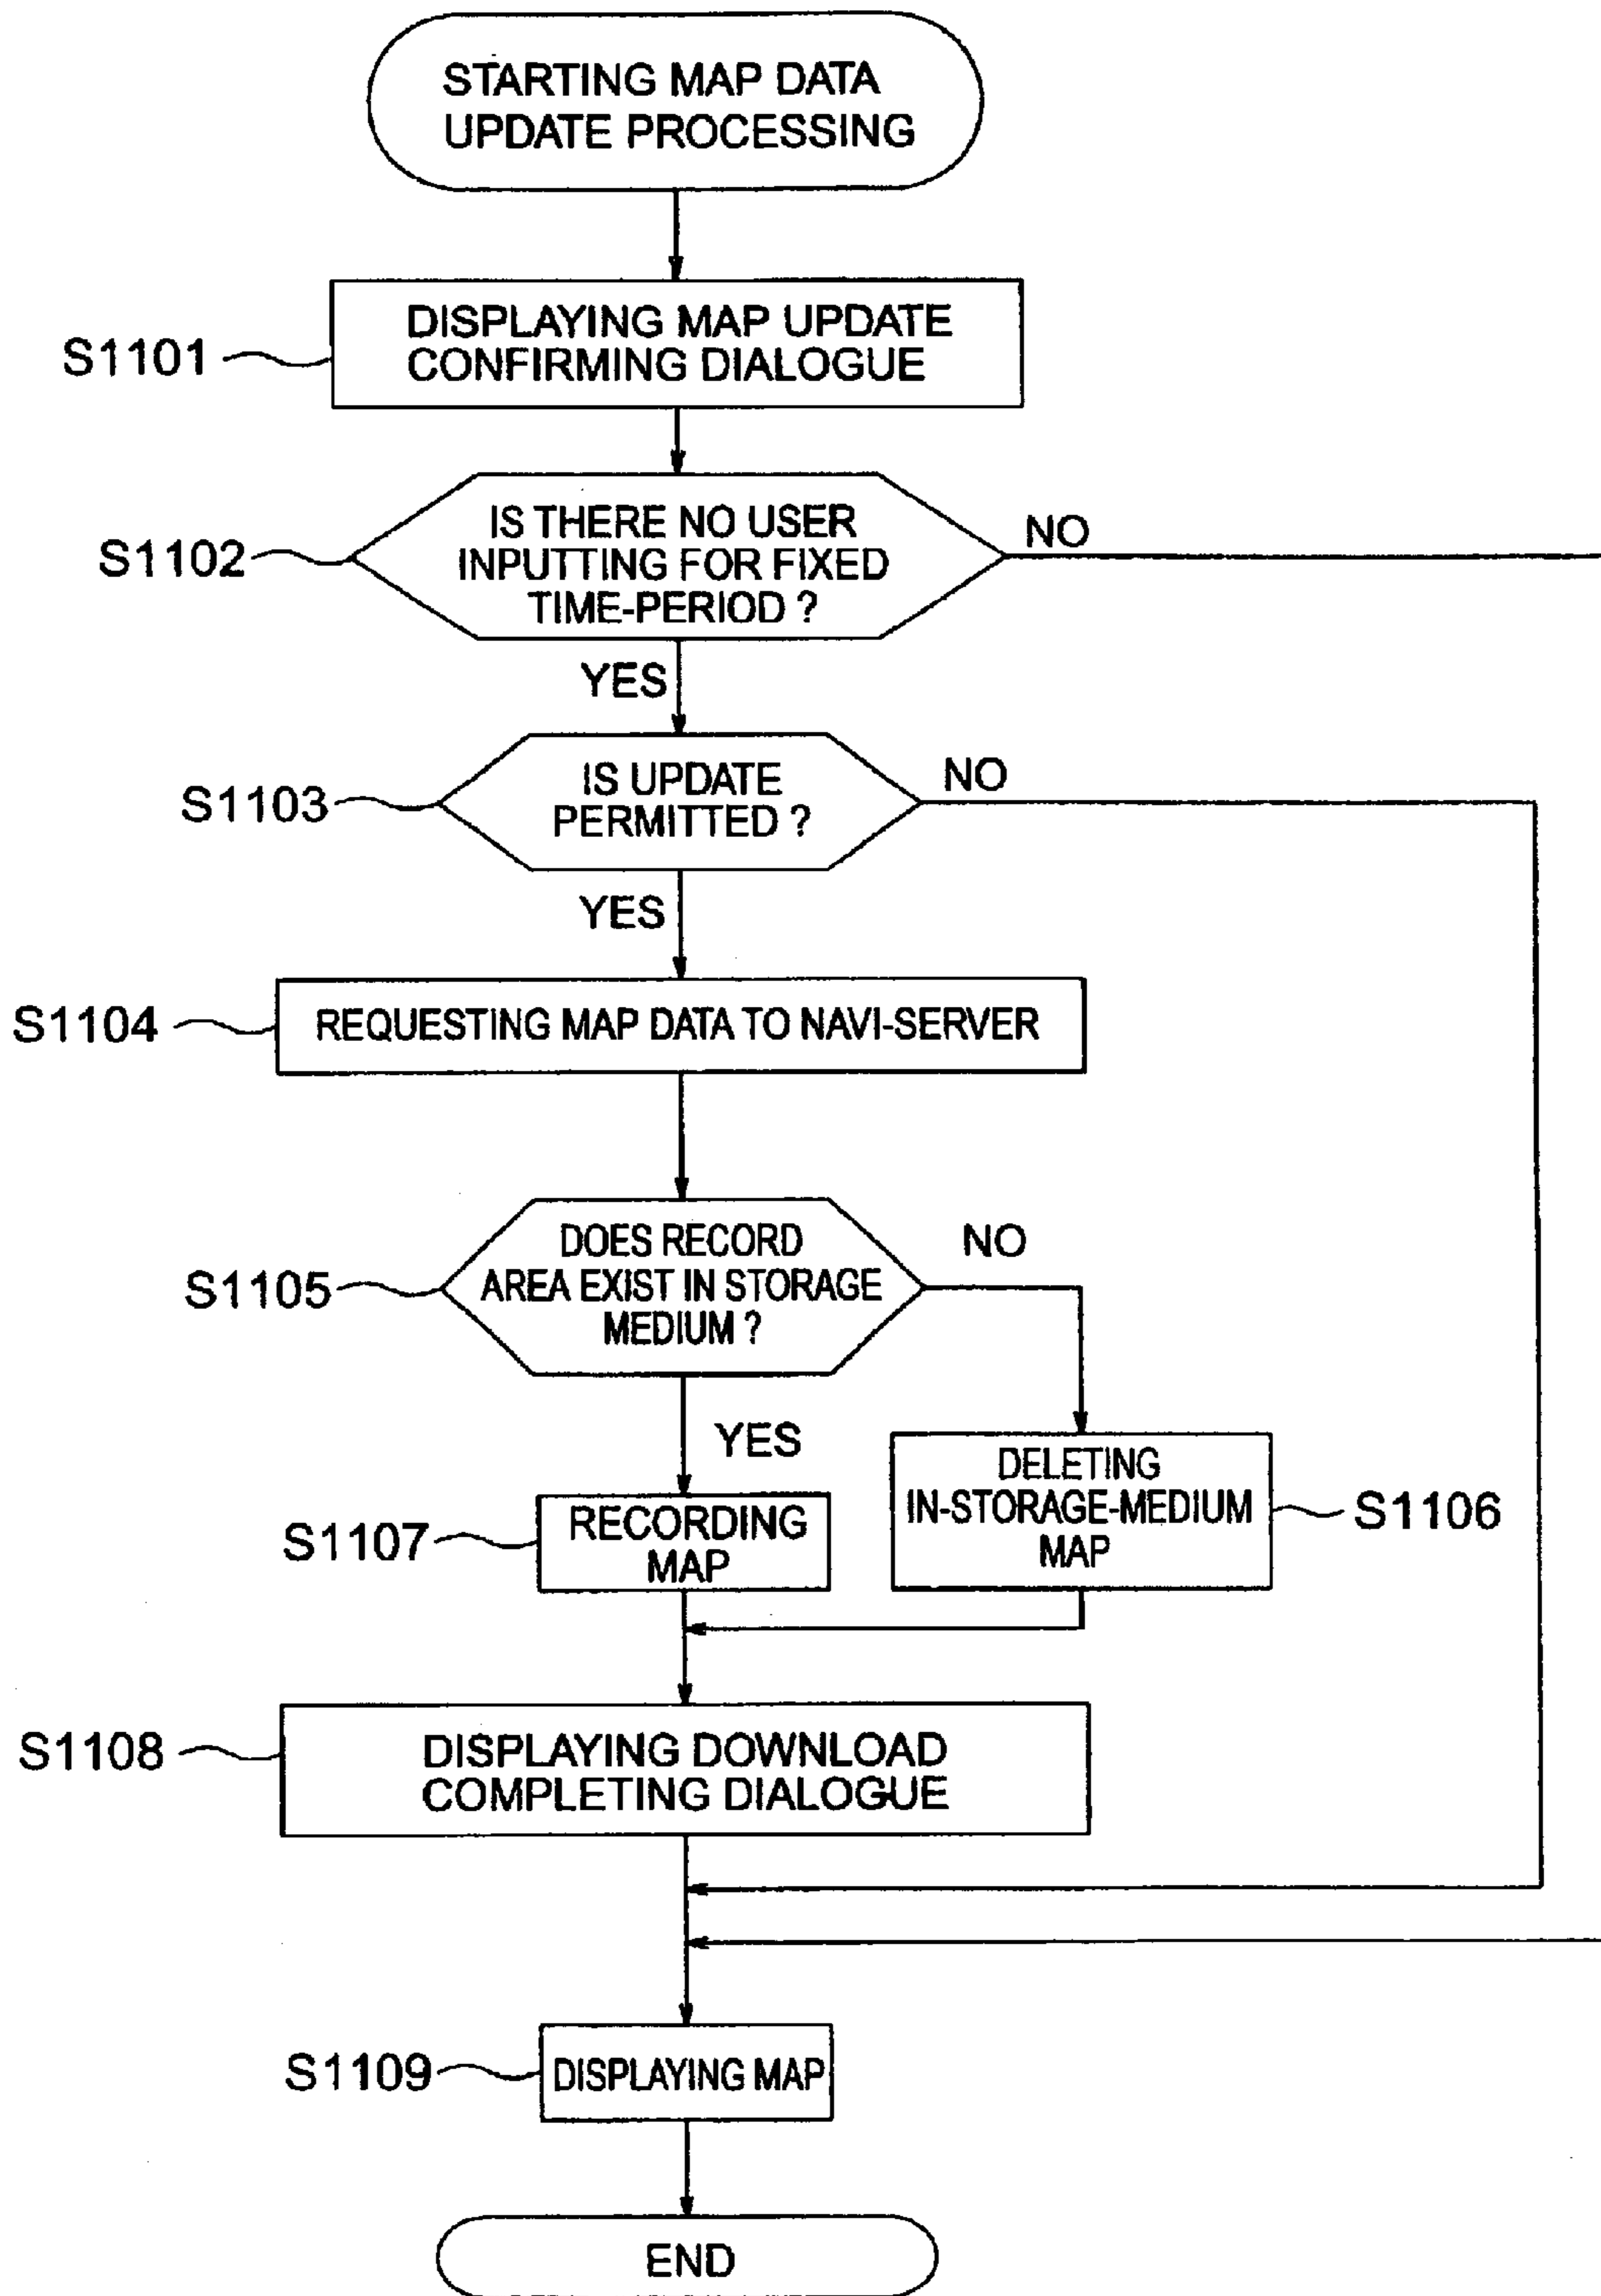 STARTING MAP DATA
UPDATE PROCESSING
S1101
DISPLAYING MAP UPDATE
CONFIRMING DIALOGUE
S1102
IS THERE NO USER
INPUTTING FOR FIXED
TIME-PERIOD ?
NO
YES
S1103
IS UPDATE
PERMITTED ?
NO
YES
S1104
REQUESTING MAP DATA TO NAVI-SERVER
S1105
DOES RECORD
AREA EXIST IN STORAGE
MEDIUM ?
NO
YES
S1107
RECORDING
MAP
DELETING
IN-STORAGE-MEDIUM
MAP
S1106
S1108
DISPLAYING DOWNLOAD
COMPLETING DIALOGUE
S1109
DISPLAYING MAP
END